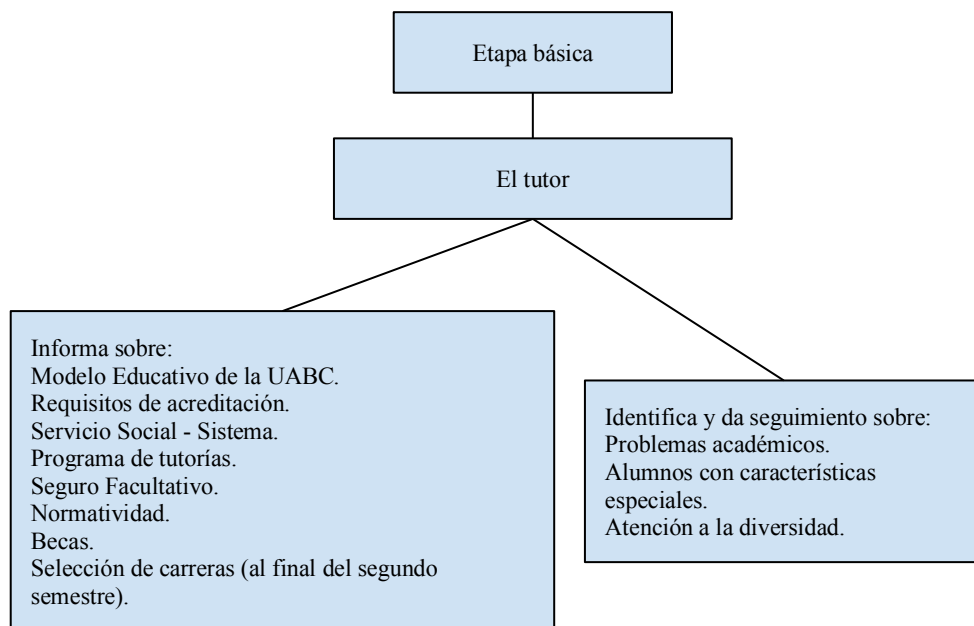 Etapa básica
El tutor
Informa sobre:
Modelo Educativo de la UABC.
Requisitos de acreditación.
Servicio Social - Sistema.
Programa de tutorías.
Seguro Facultativo.
Normatividad.
Becas.
Selección de carreras (al final del segundo
semestre).
Identifica y da seguimiento sobre:
Problemas académicos.
Alumnos con características
especiales.
Atención a la diversidad.